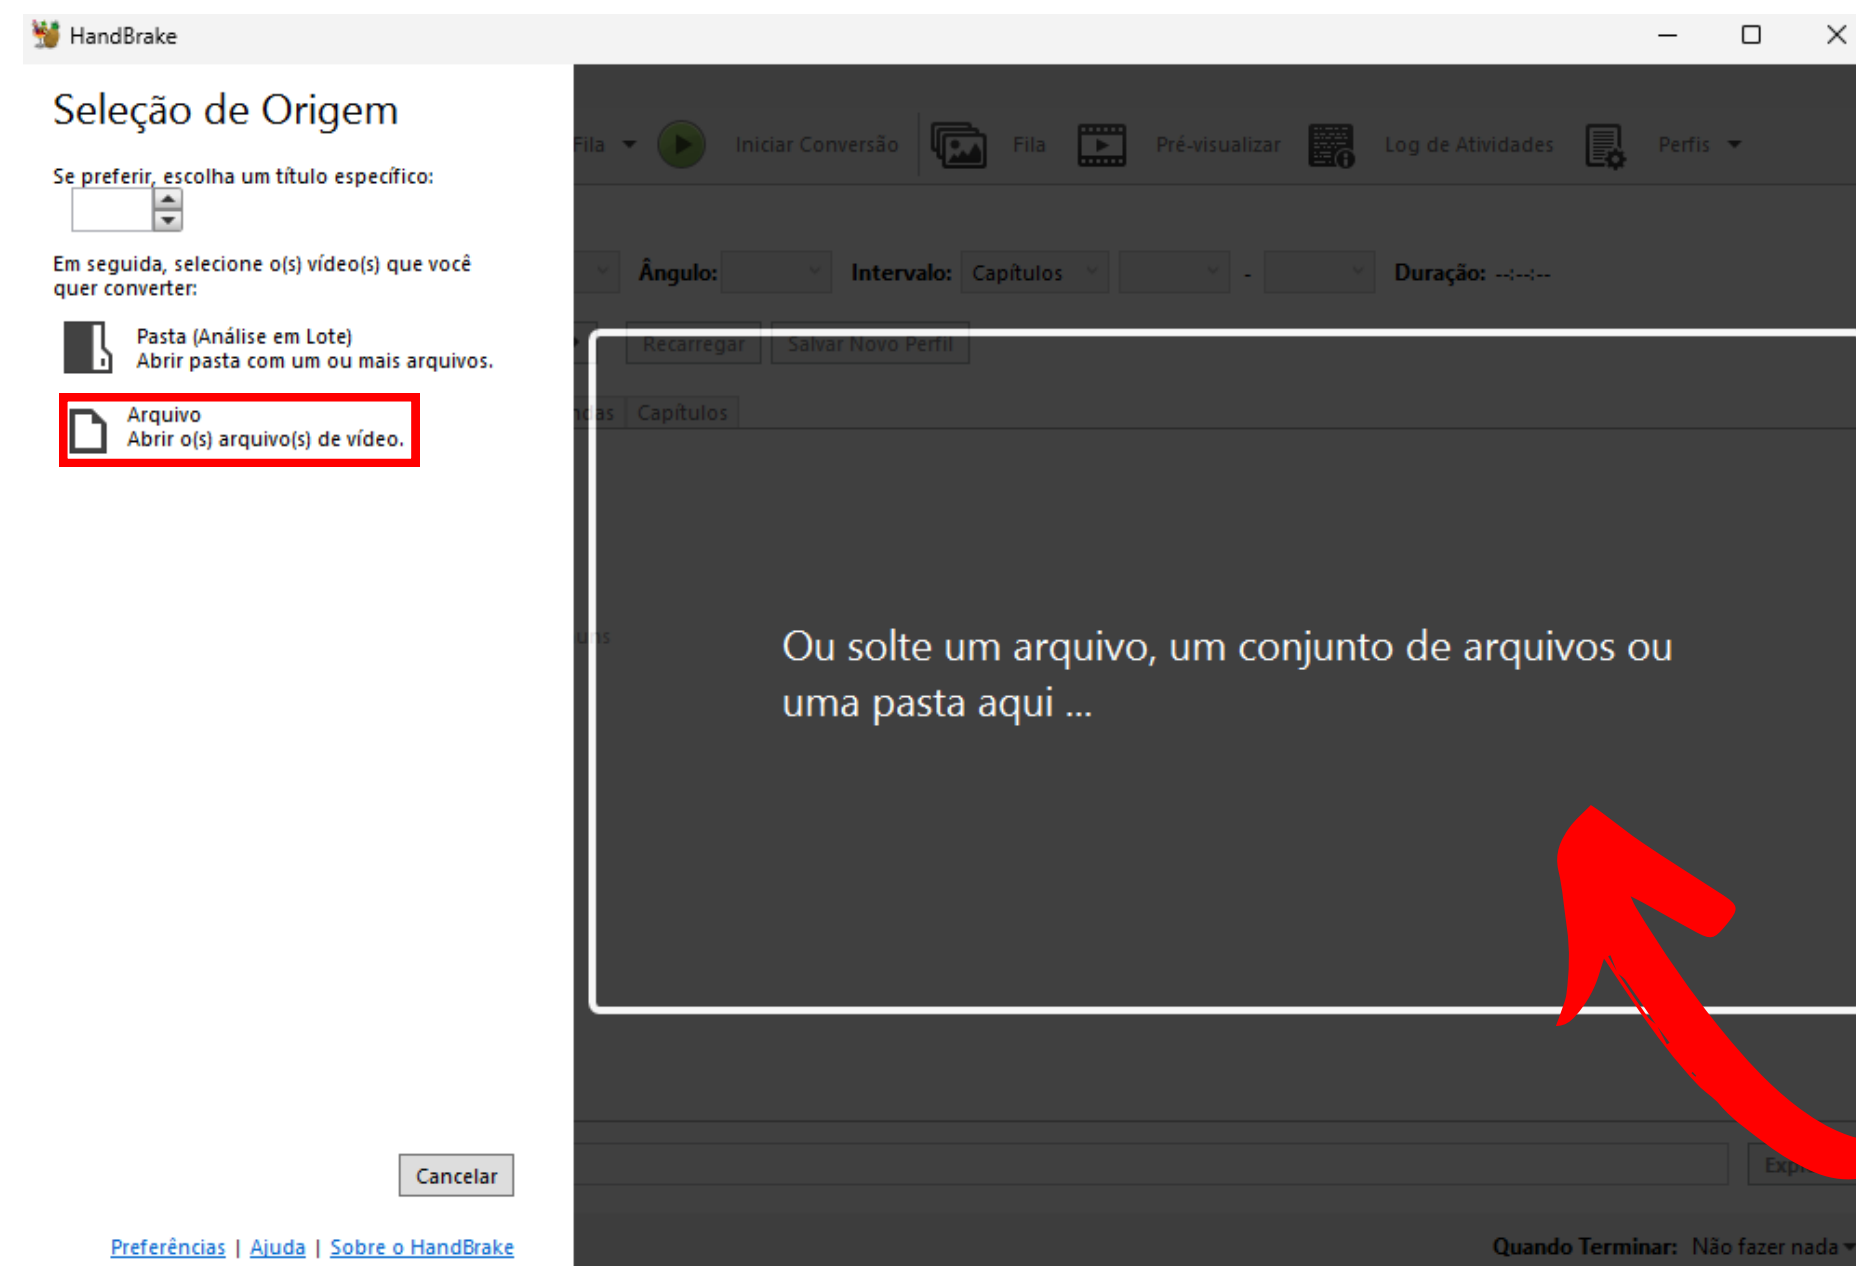 HandBrake
Seleção de Origem
Se preferir, escolha um título específico:
Em seguida, selecione o(s) vídeo(s) que você
quer converter:
Pasta (Análise em Lote)
Abrir pasta com um ou mais arquivos.
Arquivo
Abrir o(s) arquivo(s) de vídeo.
Cancelar
Preferências | Ajuda | Sobre o HandBrake
Fila Iniciar Conversão Fila Pré-visualizar Log de Atividades Perfis
Ângulo: Intervalo: Capítulos - Duração: --:--:--
Recarregar Salvar Novo Perfil
Capítulos
Ou solte um arquivo, um conjunto de arquivos ou
uma pasta aqui ...
Quando Terminar: Não fazer nada